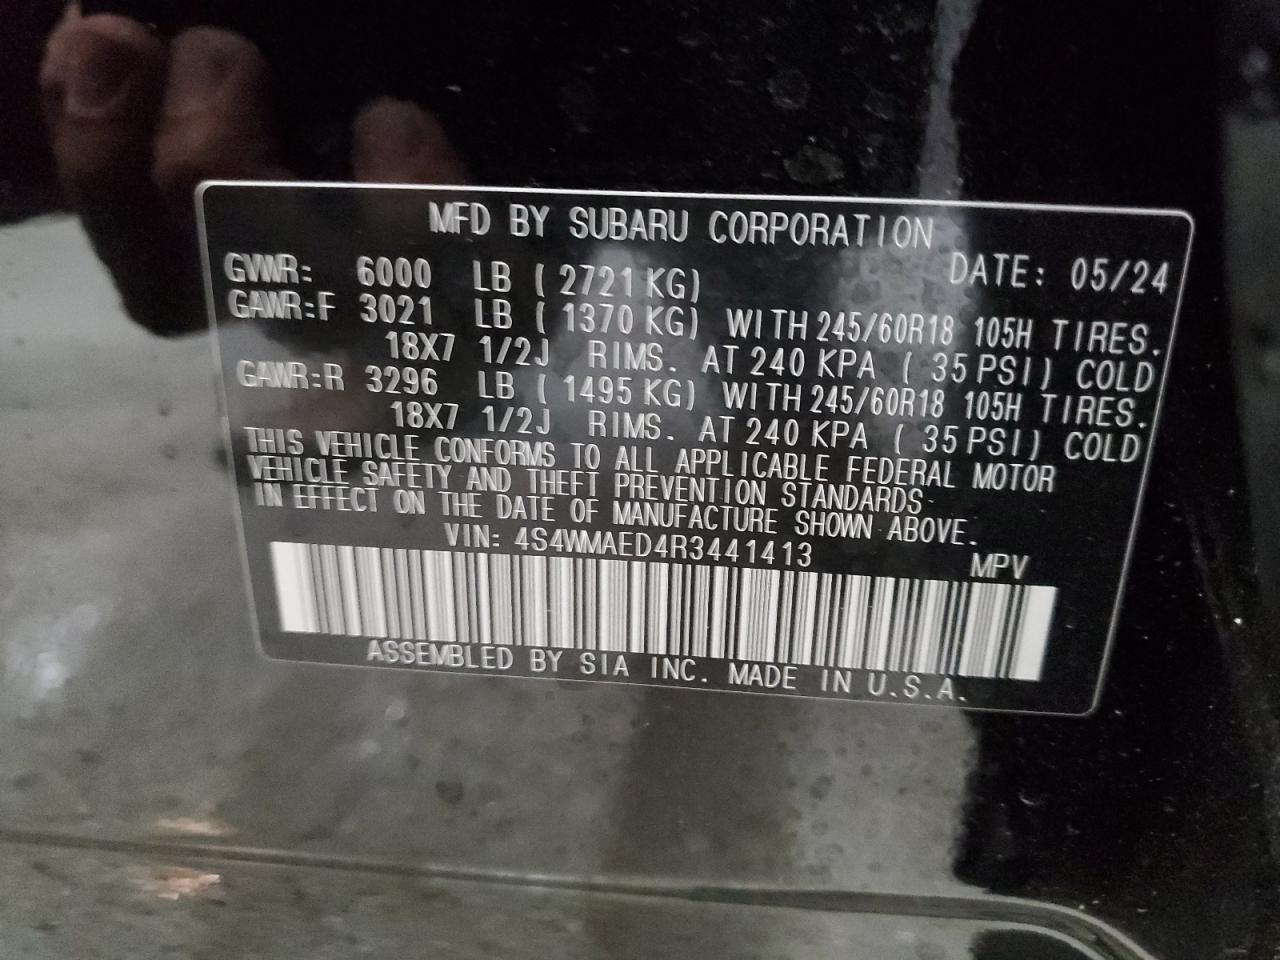 MFD BY SUBARU CORPORATION
GVWR: 6000 LB ( 2721 KG) DATE: 05/24
GAWR:F 3021 LB ( 1370 KG) WITH 245/60R18 105H TIRES.
18X7 1/2J RIMS. AT 240 KPA ( 35 PSI) COLD
GAWR:R 3296 LB ( 1495 KG) WITH 245/60R18 105H TIRES.
18X7 1/2J RIMS. AT 240 KPA ( 35 PSI) COLD
THIS VEHICLE CONFORMS TO ALL APPLICABLE FEDERAL MOTOR
VEHICLE SAFETY AND THEFT PREVENTION STANDARDS
IN EFFECT ON THE DATE OF MANUFACTURE SHOWN ABOVE.
VIN: 4S4WMAED4R3441413 MPV
ASSEMBLED BY SIA INC. MADE IN U.S.A.